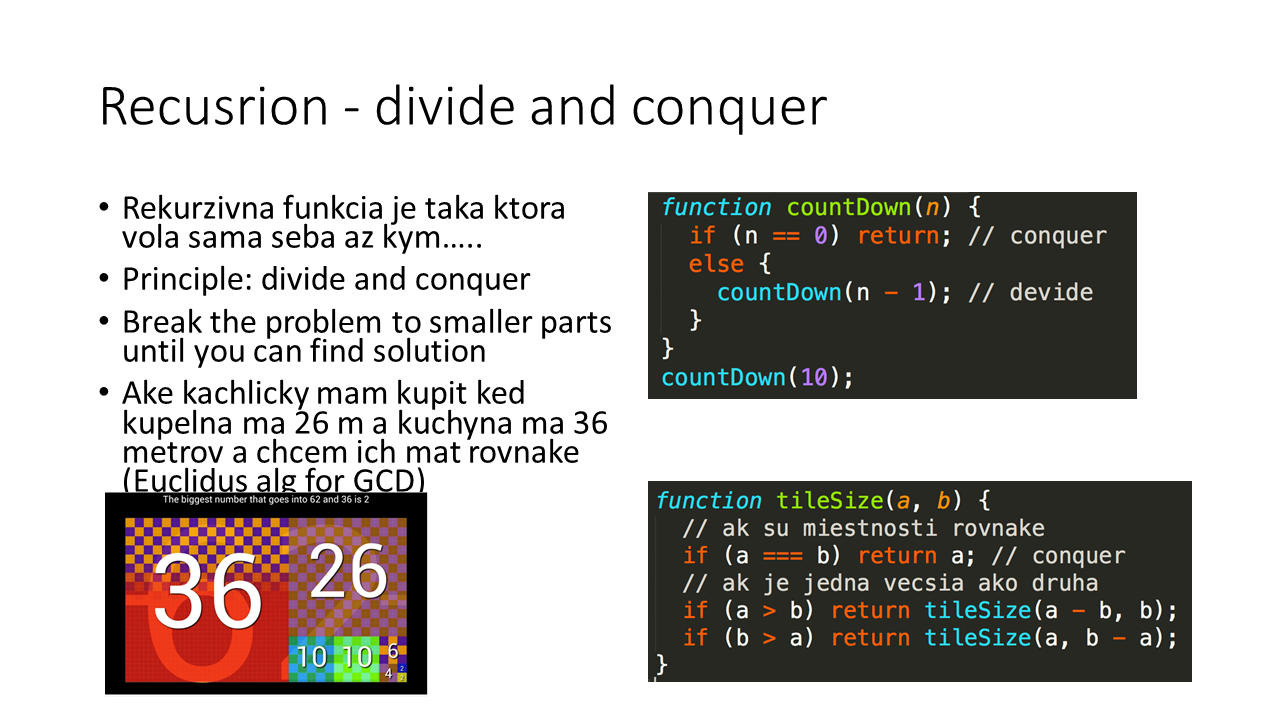 Recusrion - divide and conquer
• Rekurzivna funkcia je taka ktora
vola sama seba az kym.....
• Principle: divide and conquer
• Break the problem to smaller parts
until you can find solution
• Ake kachlicky mam kupit ked
kupelna ma 26 m a kuchyna ma 36
metrov a chcem ich mat rovnake
(Euclidus alg for GCD)
The biggest number that goes into 62 and 36 is 2
36
26
10 10 6
4 2
2
function countDown(n) {
if (n == 0) return; // conquer
else {
countDown(n - 1); // devide
}
}
countDown(10);
function tileSize(a, b) {
// ak su miestnosti rovnake
if (a === b) return a; // conquer
// ak je jedna vecsia ako druha
if (a > b) return tileSize(a - b, b);
if (b > a) return tileSize(a, b - a);
}